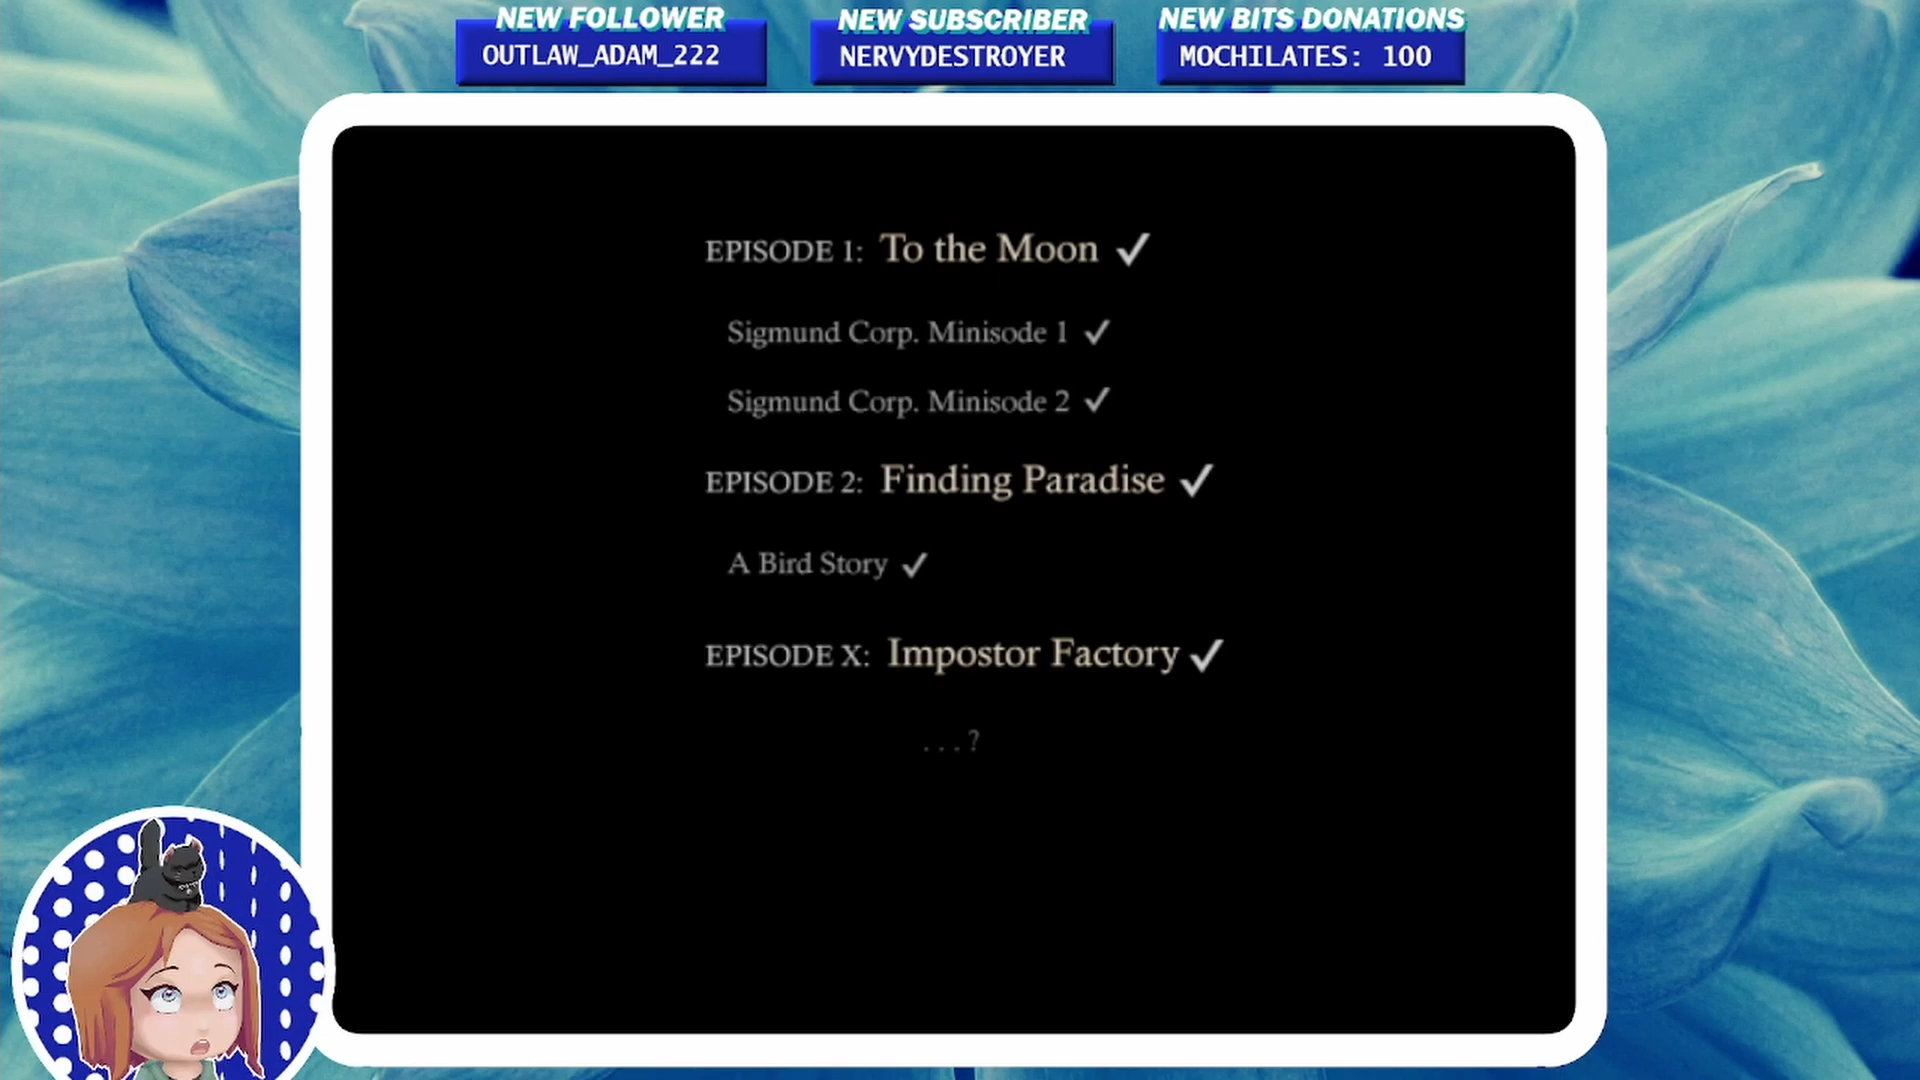 NEW FOLLOWER
OUTLAW_ADAM_222
NEW SUBSCRIBER
NERVYDESTROYER
NEW BITS DONATIONS
MOCHILATES: 100
EPISODE 1: To the Moon ✓
Sigmund Corp. Minisode 1 ✓
Sigmund Corp. Minisode 2 ✓
EPISODE 2: Finding Paradise ✓
A Bird Story ✓
EPISODE X: Impostor Factory ✓
...?